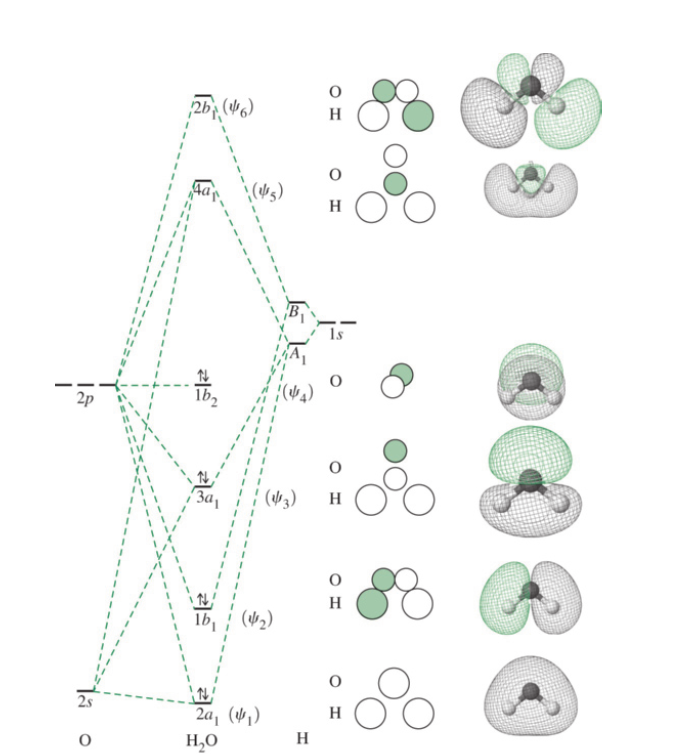 2b₁ (ψ₆)
O
H
4a₁ (ψ₅)
O
H
B₁
1s
A₁
2p
1b₂ (ψ₄)
O
3a₁ (ψ₃)
O
H
1b₁ (ψ₂)
O
H
2s
2a₁ (ψ₁)
O
H
O H₂O H